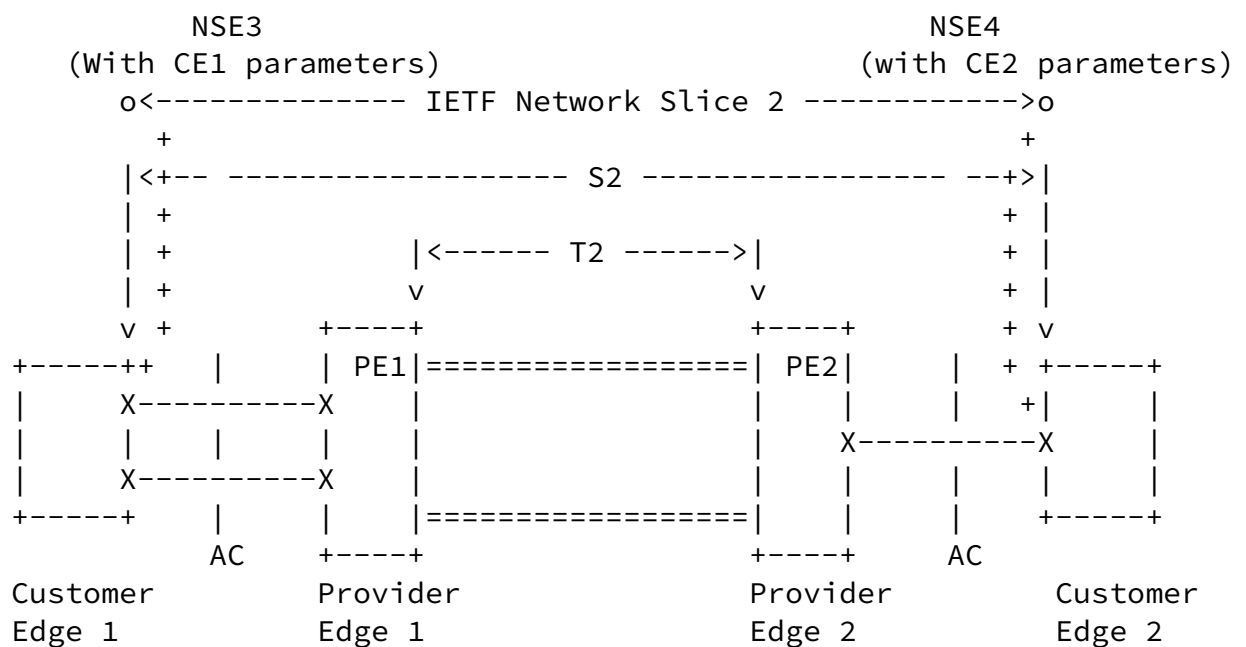 NSE3 NSE4
(With CE1 parameters) (with CE2 parameters)
o<-------------- IETF Network Slice 2 ------------>o
+ +
|<+-- ------------------- S2 ----------------- --+>|
| + + |
| + |<------ T2 ------>| + |
| + v v + |
v + +----+ +----+ + v
+-----++ | | PE1|==================| PE2| | + +-----+
| X----------X | | | | +| |
| | | | | | X----------X |
| X----------X | | | | | |
+-----+ | | |==================| | | +-----+
AC +----+ +----+ AC
Customer Provider Provider Customer
Edge 1 Edge 1 Edge 2 Edge 2